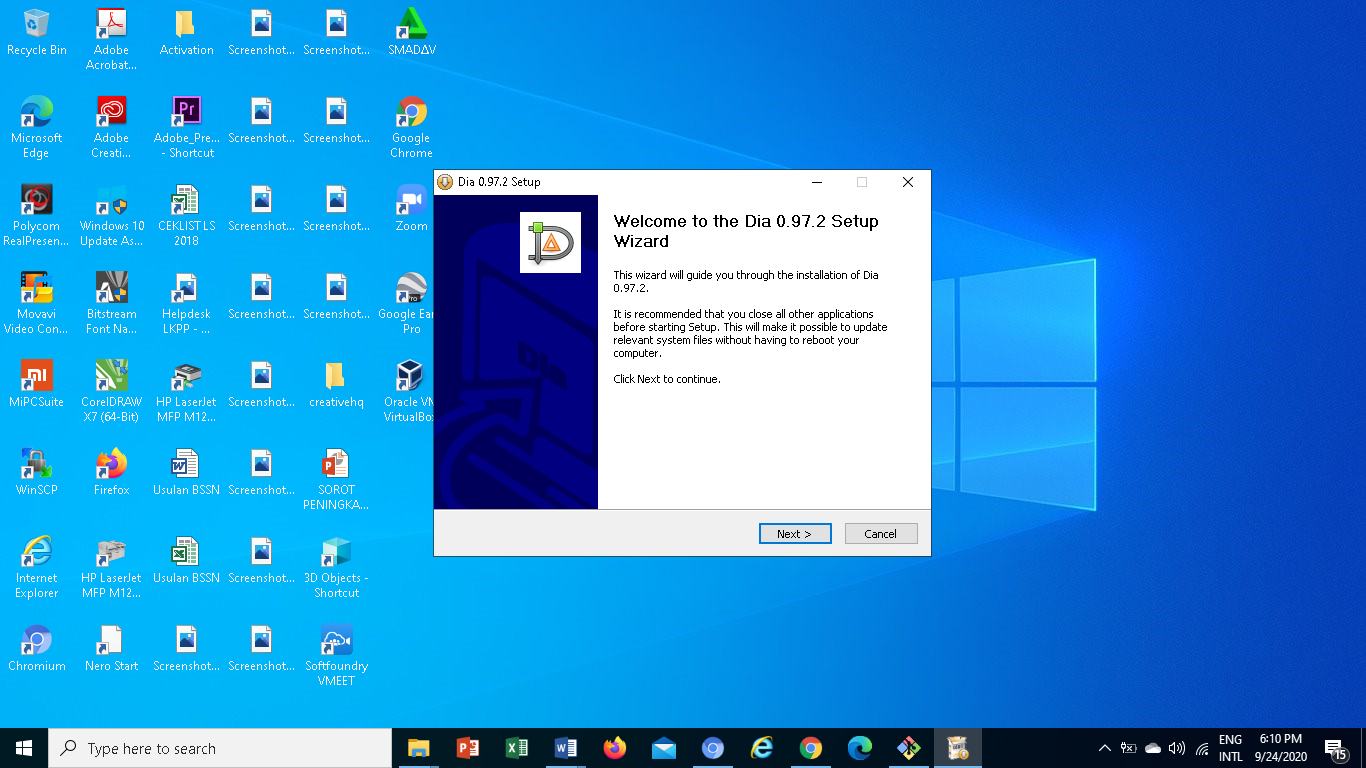 Recycle Bin
Adobe
Acrobat...
Activation
Screenshot...
Screenshot...
SMADΔV
Microsoft
Edge
Adobe
Creati...
Adobe_Pre...
- Shortcut
Screenshot...
Screenshot...
Google
Chrome
Polycom
RealPresen...
Windows 10
Update As...
CEKLIST LS
2018
Screenshot...
Screenshot...
Zoom
Movavi
Video Con...
Bitstream
Font Na...
Helpdesk
LKPP - ...
Screenshot...
Screenshot...
Google Ear
Pro
MiPCSuite
CorelDRAW
X7 (64-Bit)
HP LaserJet
MFP M12...
Screenshot...
creativehq
Oracle VM
VirtualBox
WinSCP
Firefox
Usulan BSSN
Screenshot...
SOROT
PENINGKA...
Internet
Explorer
HP LaserJet
MFP M12...
Usulan BSSN
Screenshot...
3D Objects -
Shortcut
Chromium
Nero Start
Screenshot...
Screenshot...
Softfoundry
VMEET
Dia 0.97.2 Setup
Welcome to the Dia 0.97.2 Setup
Wizard
This wizard will guide you through the installation of Dia
0.97.2.
It is recommended that you close all other applications
before starting Setup. This will make it possible to update
relevant system files without having to reboot your
computer.
Click Next to continue.
Next >
Cancel
Type here to search
ENG
INTL
6:10 PM
9/24/2020
15